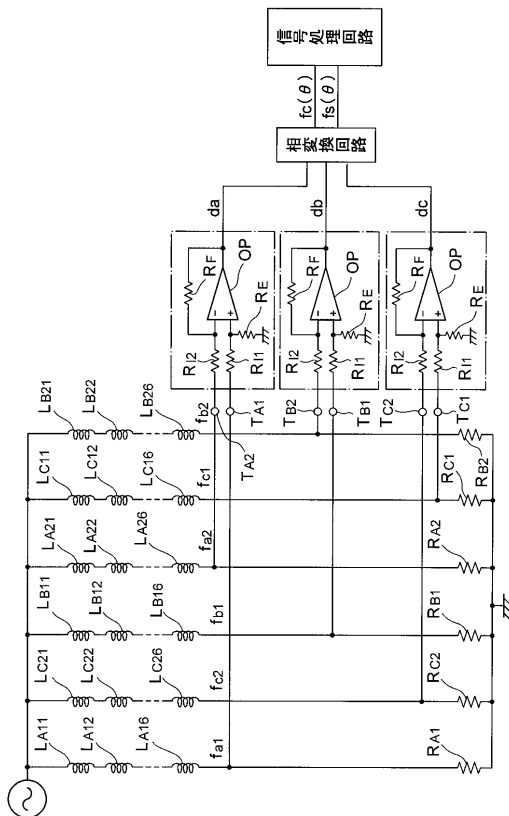 信号処理回路
fc(θ)
fs(θ)
相変換回路
da
db
dc
RF
OP
RE
RI2
RI1
RF
OP
RE
RI2
RI1
RF
OP
RE
RI2
RI1
TA2
TA1
TB2
TB1
TC2
TC1
LB21
LB22
LB26
fb2
LC11
LC12
LC16
fc1
LA21
LA22
LA26
fa2
LB11
LB12
LB16
fb1
LC21
LC22
LC26
fc2
LA11
LA12
LA16
fa1
RB2
RC1
RA2
RB1
RC2
RA1